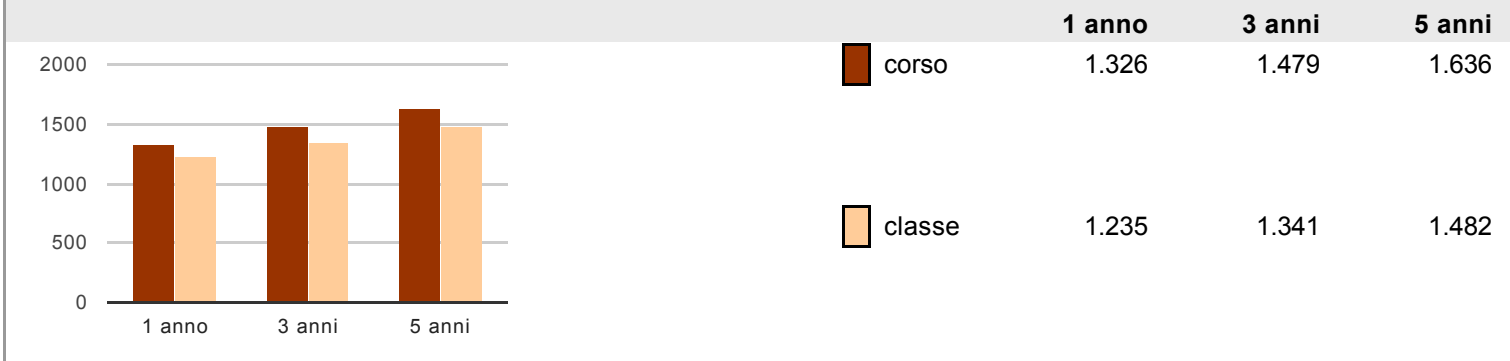 1 anno 3 anni 5 anni
2000
1500
1000
500
0
1 anno 3 anni 5 anni
corso 1.326 1.479 1.636
classe 1.235 1.341 1.482